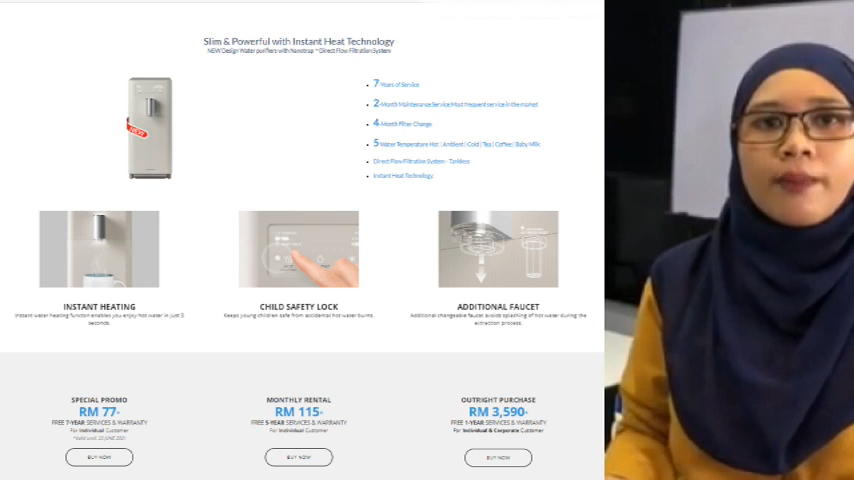 Slim & Powerful with Instant Heat Technology
NEW Design Water purifiers with Nanotrap ™ Direct Flow Filtration System
NEW
7 Years of Service
2-Month Maintenance Service Most frequent service in the market
4-Month Filter Change
5 Water Temperature Hot | Ambient | Cold | Tea | Coffee | Baby Milk
Direct Flow Filtration System - Tankless
Instant Heat Technology
INSTANT HEATING
Instant water heating function enables you enjoy hot water in just 3
seconds.
CHILD SAFETY LOCK
Keeps young children safe from accidental hot water burns.
ADDITIONAL FAUCET
Additional changeable faucet avoids splashing of hot water during the
extraction process.
SPECIAL PROMO
RM 77*
FREE 7-YEAR SERVICES & WARRANTY
For Individual Customer
*Valid until 23 JUNE 2021
BUY NOW
MONTHLY RENTAL
RM 115*
FREE 5-YEAR SERVICES & WARRANTY
For Individual Customer
BUY NOW
OUTRIGHT PURCHASE
RM 3,590*
FREE 1-YEAR SERVICES & WARRANTY
For Individual & Corporate Customer
BUY NOW